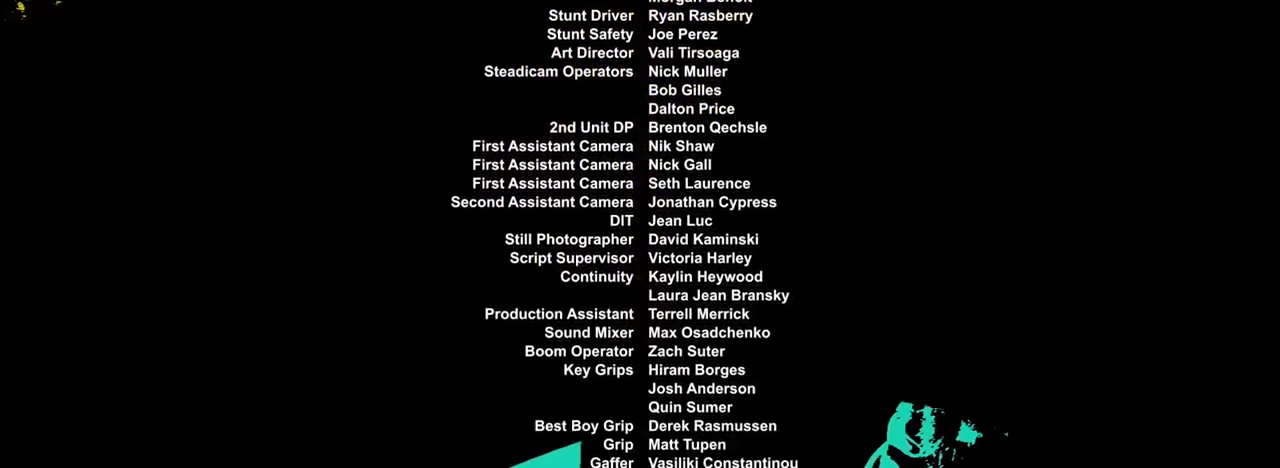 Stunt Driver Ryan Rasberry
Stunt Safety Joe Perez
Art Director Vali Tirsoaga
Steadicam Operators Nick Muller
Bob Gilles
Dalton Price
2nd Unit DP Brenton Qechsle
First Assistant Camera Nik Shaw
First Assistant Camera Nick Gall
First Assistant Camera Seth Laurence
Second Assistant Camera Jonathan Cypress
DIT Jean Luc
Still Photographer David Kaminski
Script Supervisor Victoria Harley
Continuity Kaylin Heywood
Laura Jean Bransky
Production Assistant Terrell Merrick
Sound Mixer Max Osadchenko
Boom Operator Zach Suter
Key Grips Hiram Borges
Josh Anderson
Quin Sumer
Best Boy Grip Derek Rasmussen
Grip Matt Tupen
Gaffer Vasiliki Constantinou